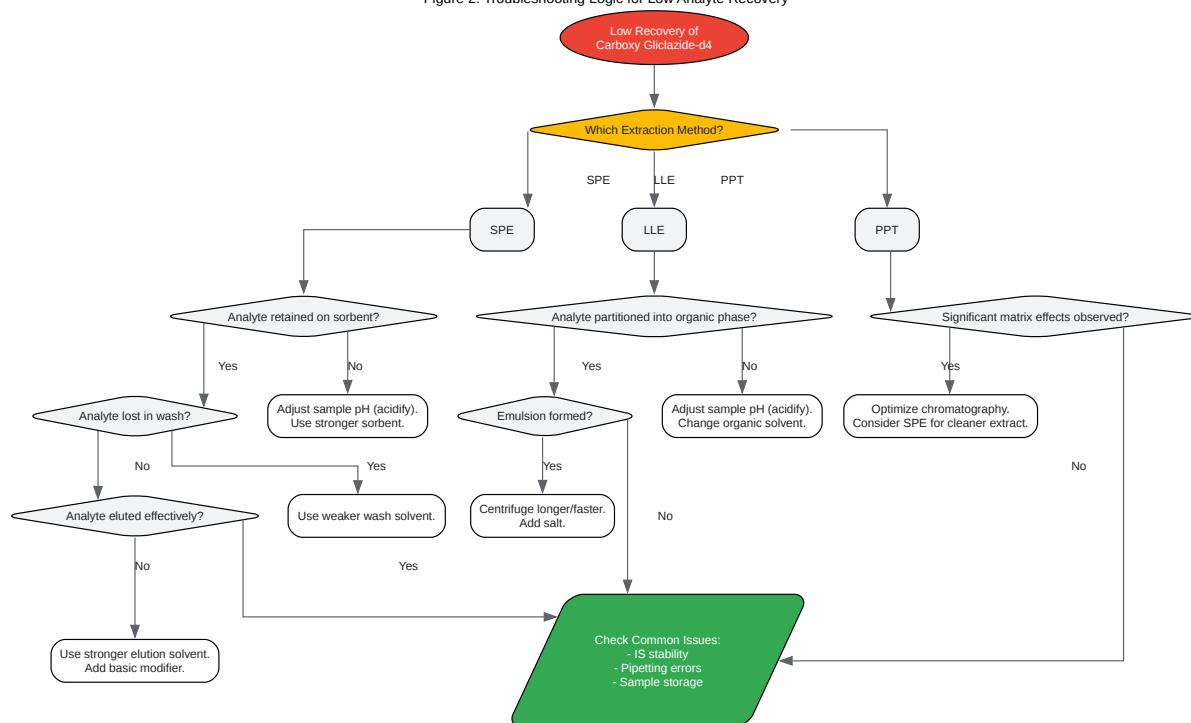 Figure 2: Troubleshooting Logic for Low Analyte Recovery
Low Recovery of
Carboxy Gliclazide-d4
Which Extraction Method?
SPE
LLE
PPT
SPE
LLE
PPT
Analyte retained on sorbent?
Analyte partitioned into organic phase?
Significant matrix effects observed?
Yes
No
Yes
No
Yes
Analyte lost in wash?
Adjust sample pH (acidify).
Use stronger sorbent.
Emulsion formed?
Adjust sample pH (acidify).
Change organic solvent.
Optimize chromatography.
Consider SPE for cleaner extract.
No
Yes
Yes
No
Analyte eluted effectively?
Use weaker wash solvent.
Centrifuge longer/faster.
Add salt.
No
No
Yes
Use stronger elution solvent.
Add basic modifier.
Check Common Issues:
- IS stability
- Pipetting errors
- Sample storage